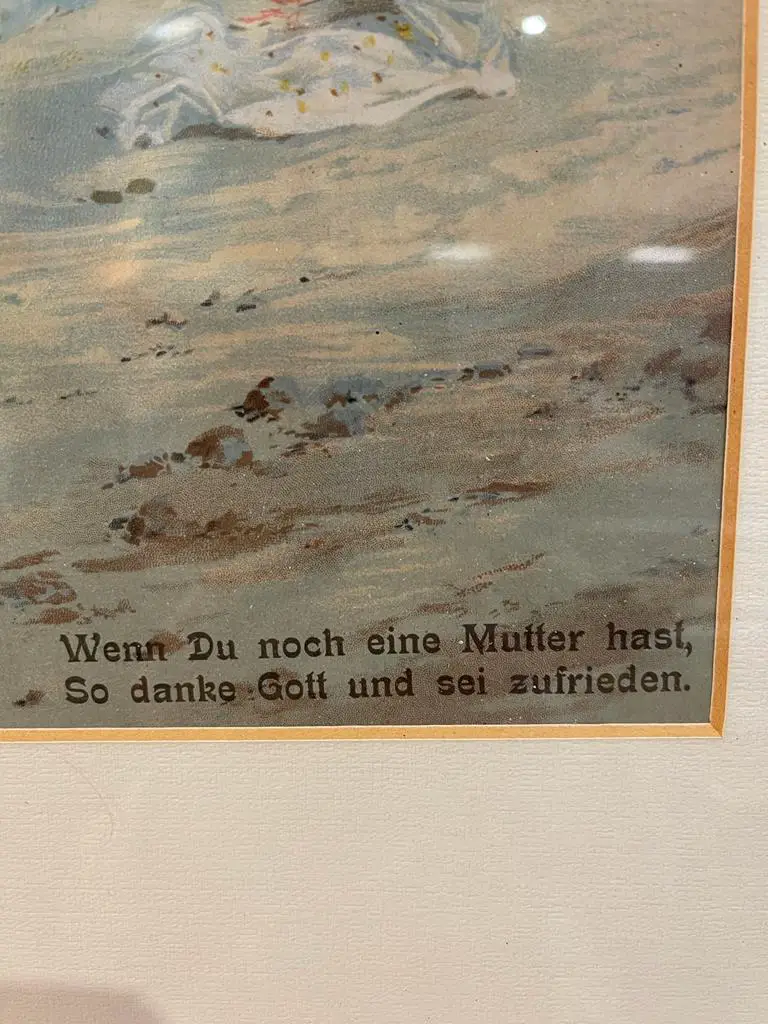 Wenn Du noch eine Mutter hast,
So danke Gott und sei zufrieden.